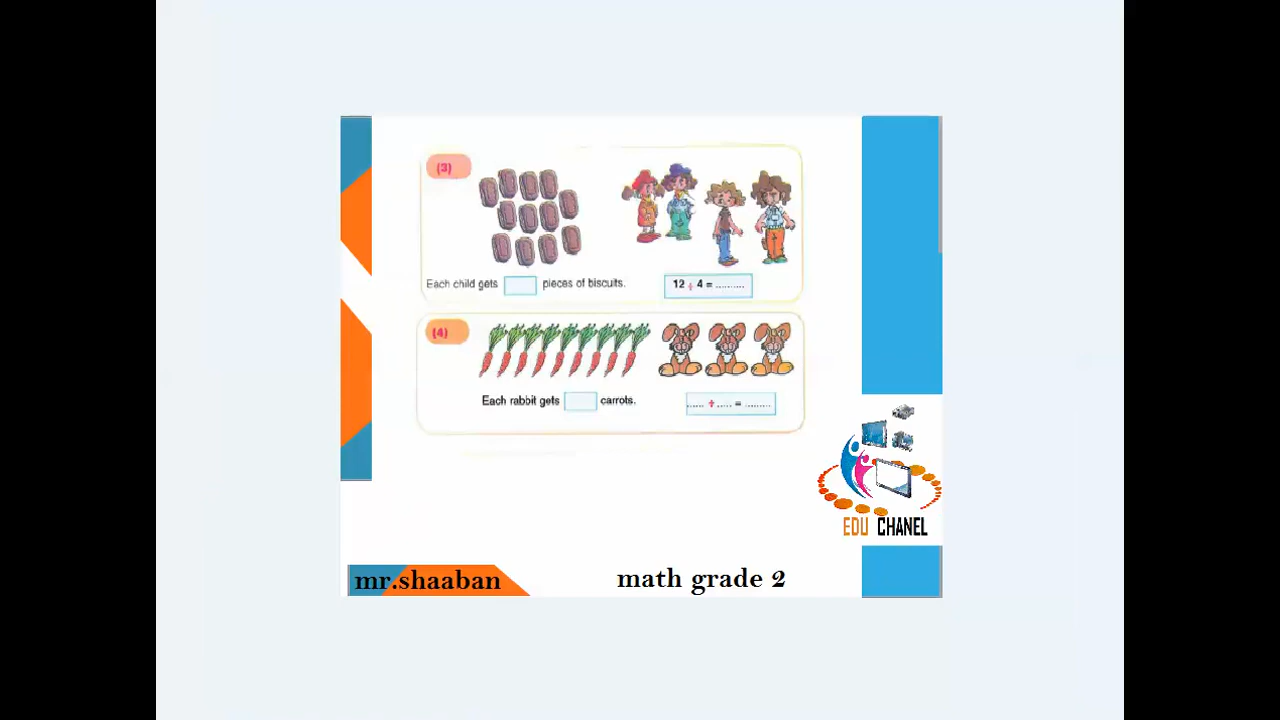 (3)
Each child gets pieces of biscuits.
12 ÷ 4 = ..........
(4)
Each rabbit gets carrots.
...... ÷ ...... = ..........
EDU CHANEL
mr.shaaban
math grade 2